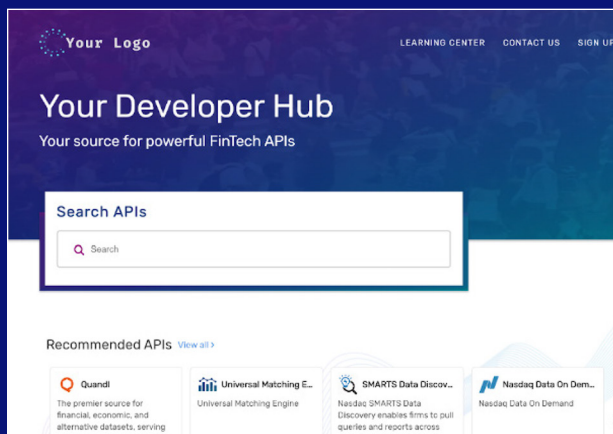 Your Logo
LEARNING CENTER CONTACT US SIGN UP
Your Developer Hub
Your source for powerful FinTech APIs
Search APIs
Search
Recommended APIs View all >
Quandl
The premier source for
financial, economic, and
alternative datasets, serving
Universal Matching E...
Universal Matching Engine
SMARTS Data Discov...
Nasdaq SMARTS Data
Discovery enables firms to pull
queries and reports across
Nasdaq Data On Dem...
Nasdaq Data On Demand